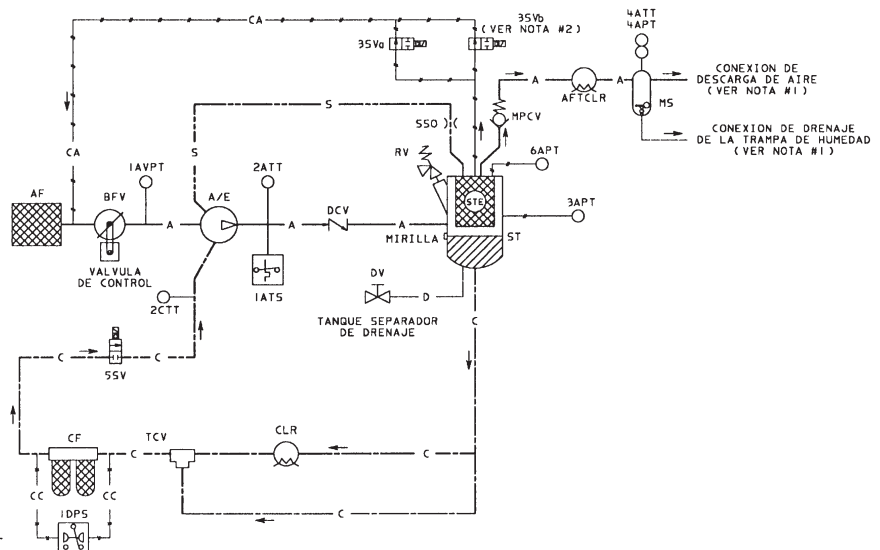 CA
3SVa
3SVb
(VER NOTA #2)
4ATT
4APT
A
AFTCLR
A
MS
CONEXION DE
DESCARGA DE AIRE
(VER NOTA #1)
CONEXION DE DRENAJE
DE LA TRAMPA DE HUMEDAD
(VER NOTA #1)
S
SSO
MPCV
RV
6APT
CA
S
1AVPT
2ATT
AF
BFV
A/E
DCV
STE
3APT
A
A
A
MIRILLA
ST
VALVULA
DE CONTROL
1ATS
2CTT
DV
D
TANQUE SEPARADOR
DE DRENAJE
C
C
C
5SV
CF
TCV
CLR
C
C
CC
CC
1DPS
C